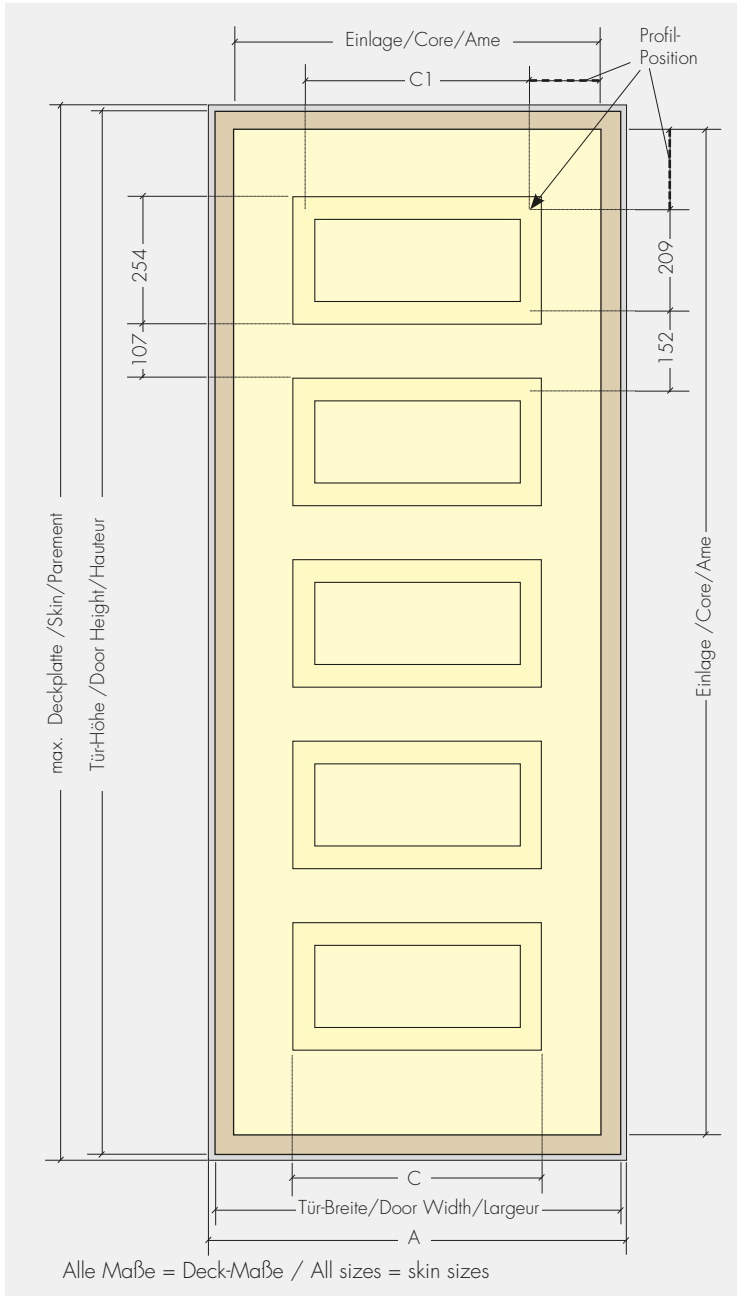 Einlage/Core/Ame
Profil-
Position
C1
254
209
107
152
max. Deckplatte /Skin/Parement
Tür-Höhe /Door Height/Hauteur
Einlage /Core/Ame
C
Tür-Breite/Door Width/Largeur
A
Alle Maße = Deck-Maße / All sizes = skin sizes